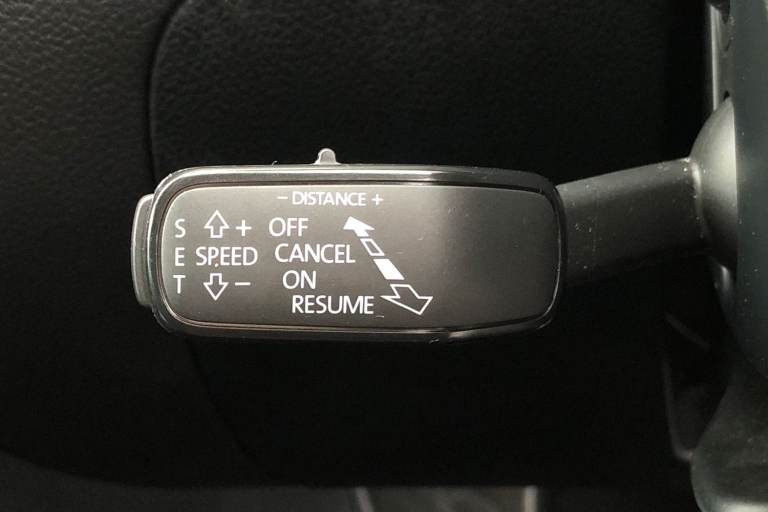 - DISTANCE +
S + OFF
E SPEED CANCEL
T - ON
RESUME